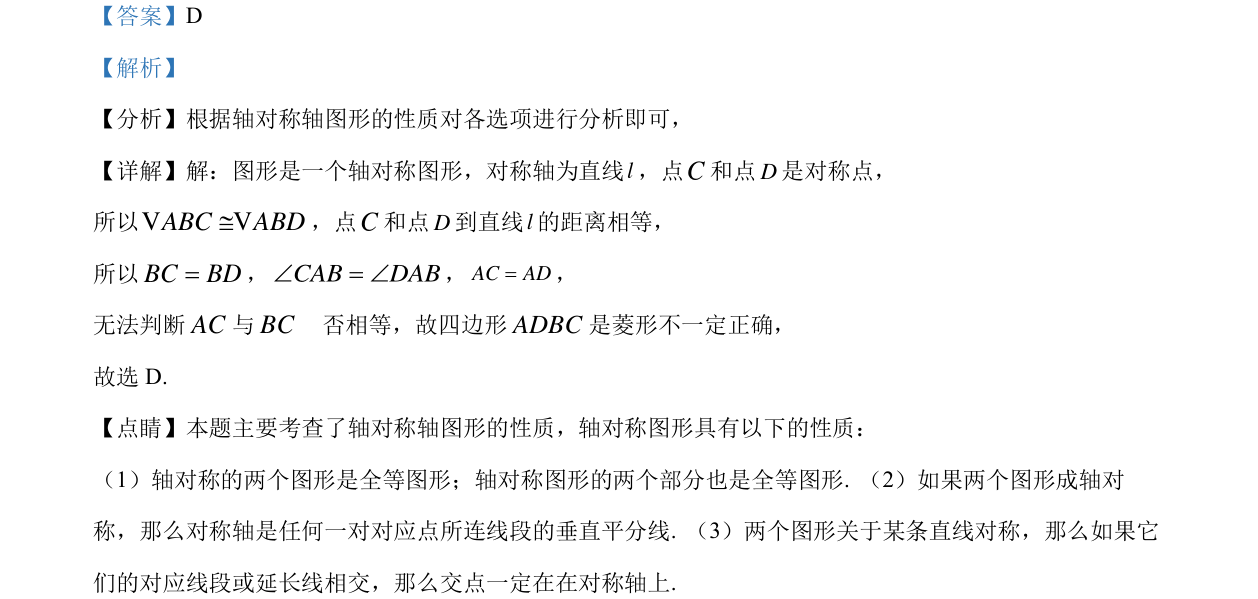 【答案】D
【解析】
【分析】根据轴对称轴图形的性质对各选项进行分析即可，
【详解】解：图形是一个轴对称图形，对称轴为直线l，点C和点D是对称点，
所以VABC≅VABD，点C和点D到直线l的距离相等，
所以BC=BD，∠CAB=∠DAB，AC=AD，
无法判断AC与BC 否相等，故四边形ADBC是菱形不一定正确，
故选 D.
【点睛】本题主要考查了轴对称轴图形的性质，轴对称图形具有以下的性质：
（1）轴对称的两个图形是全等图形；轴对称图形的两个部分也是全等图形. （2）如果两个图形成轴对
称，那么对称轴是任何一对对应点所连线段的垂直平分线. （3）两个图形关于某条直线对称，那么如果它
们的对应线段或延长线相交，那么交点一定在在对称轴上.